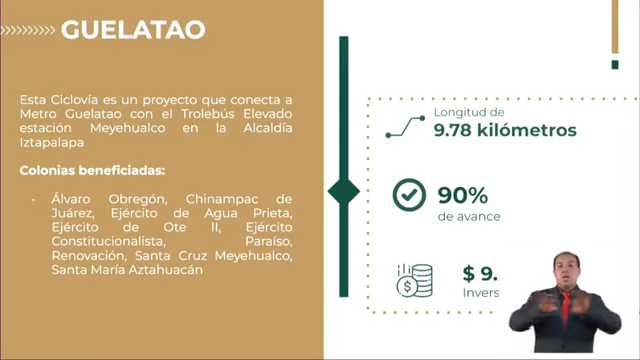 GUELATAO
Esta Ciclovía es un proyecto que conecta a
Metro Guelatao con el Trolebús Elevado
estación Meyehualco en la Alcaldía
Iztapalapa
Colonias beneficiadas:
- Álvaro Obregón, Chinampac de
Juárez, Ejército de Agua Prieta,
Ejército de Ote II, Ejército
Constitucionalista, Paraíso,
Renovación, Santa Cruz Meyehualco,
Santa María Aztahuacán
Longitud de
9.78 kilómetros
90%
de avance
$ 9.